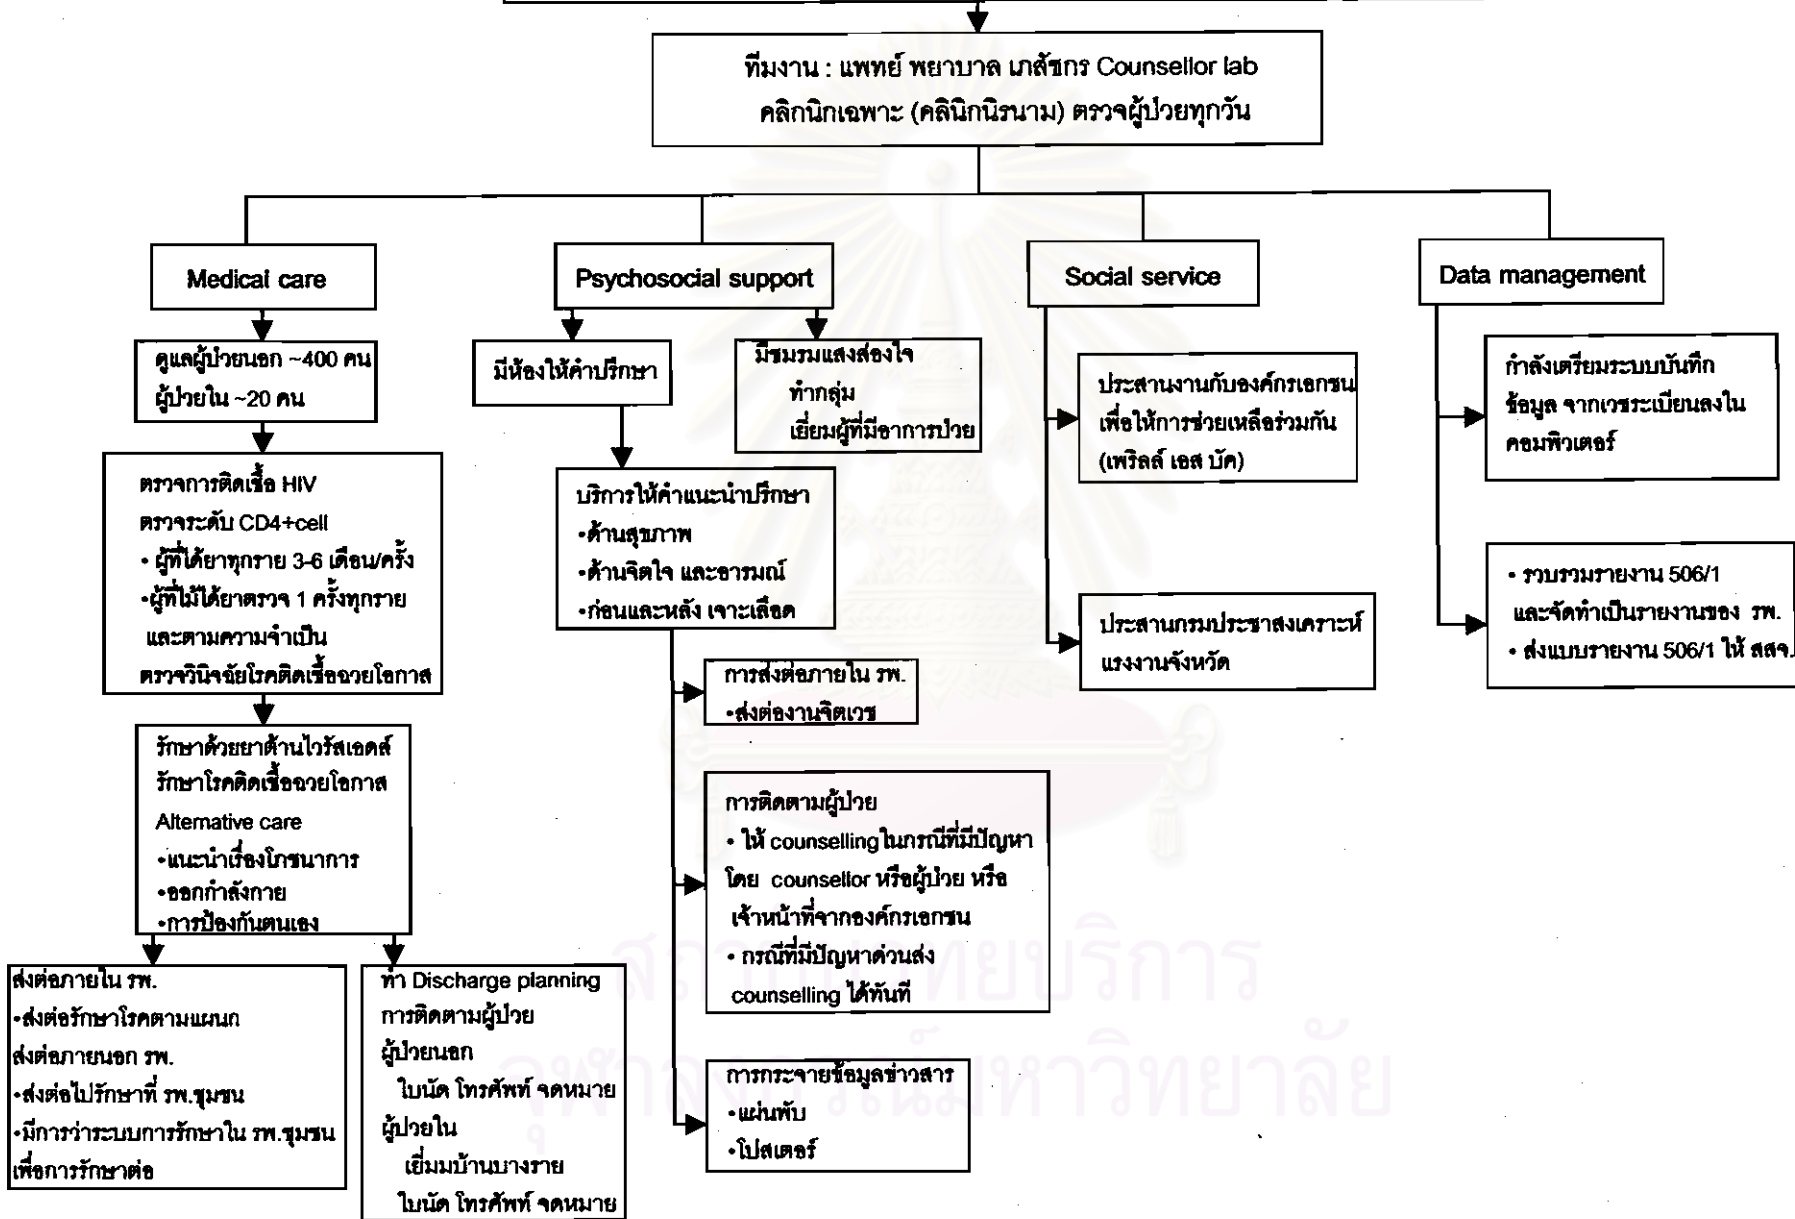 ทีมงาน : แพทย์ พยาบาล เภสัชกร Counsellor lab
คลิกนิกเฉพาะ (คลินิกนิรนาม) ตรวจผู้ป่วยทุกวัน
Medical care
Psychosocial support
Social service
Data management
ดูแลผู้ป่วยนอก ~400 คน
ผู้ป่วยใน ~20 คน
ตรวจการติดเชื้อ HIV
ตรวจระดับ CD4+cell
• ผู้ที่ได้ยาทุกราย 3-6 เดือน/ครั้ง
•ผู้ที่ไม่ได้ยาตรวจ 1 ครั้งทุกราย
และตามความจำเป็น
ตรวจวินิจฉัยโรคติดเชื้อฉวยโอกาส
รักษาด้วยยาต้านไวรัสเอดส์
รักษาโรคติดเชื้อฉวยโอกาส
Alternative care
•แนะนำเรื่องโภชนาการ
•ออกกำลังกาย
•การป้องกันตนเอง
ส่งต่อภายใน รพ.
•ส่งต่อรักษาโรคตามแผนก
ส่งต่อภายนอก รพ.
•ส่งต่อไปรักษาที่ รพ.ชุมชน
•มีการว่าระบบการรักษาใน รพ.ชุมชน
เพื่อการรักษาต่อ
ทำ Discharge planning
การติดตามผู้ป่วย
ผู้ป่วยนอก
ใบนัด โทรศัพท์ จดหมาย
ผู้ป่วยใน
เยี่มมบ้านบางราย
ใบนัด โทรศัพท์ จดหมาย
มีห้องให้คำปรึกษา
มีชมรมแสงส่องใจ
ทำกลุ่ม
เยี่ยมผู้ที่มีอาการป่วย
บริการให้คำแนะนำปรึกษา
•ด้านสุขภาพ
•ด้านจิตใจ และอารมณ์
•ก่อนและหลัง เจาะเลือด
การส่งต่อภายใน รพ.
•ส่งต่องานจิตเวช
การติดตามผู้ป่วย
• ให้ counselling ในกรณีที่มีปัญหา
โดย counsellor หรือผู้ป่วย หรือ
เจ้าหน้าที่จากองค์กรเอกชน
• กรณีที่มีปัญหาด่วนส่ง
counselling ได้ทันที
การกระจายข้อมูลข่าวสาร
•แผ่นพับ
•โปสเตอร์
ประสานงานกับองค์กรเอกชน
เพื่อให้การช่วยเหลือร่วมกัน
(เพริลล์ เอส บัค)
ประสานกรมประชาสงเคราะห์
แรงงานจังหวัด
กำลังเตรียมระบบบันทึก
ข้อมูล จากเวชระเบียนลงใน
คอมพิวเตอร์
• รวบรวมรายงาน 506/1
และจัดทำเป็นรายงานของ รพ.
• ส่งแบบรายงาน 506/1 ให้ สสจ.
สถาบันวิทยบริการ
จุฬาลงกรณ์มหาวิทยาลัย